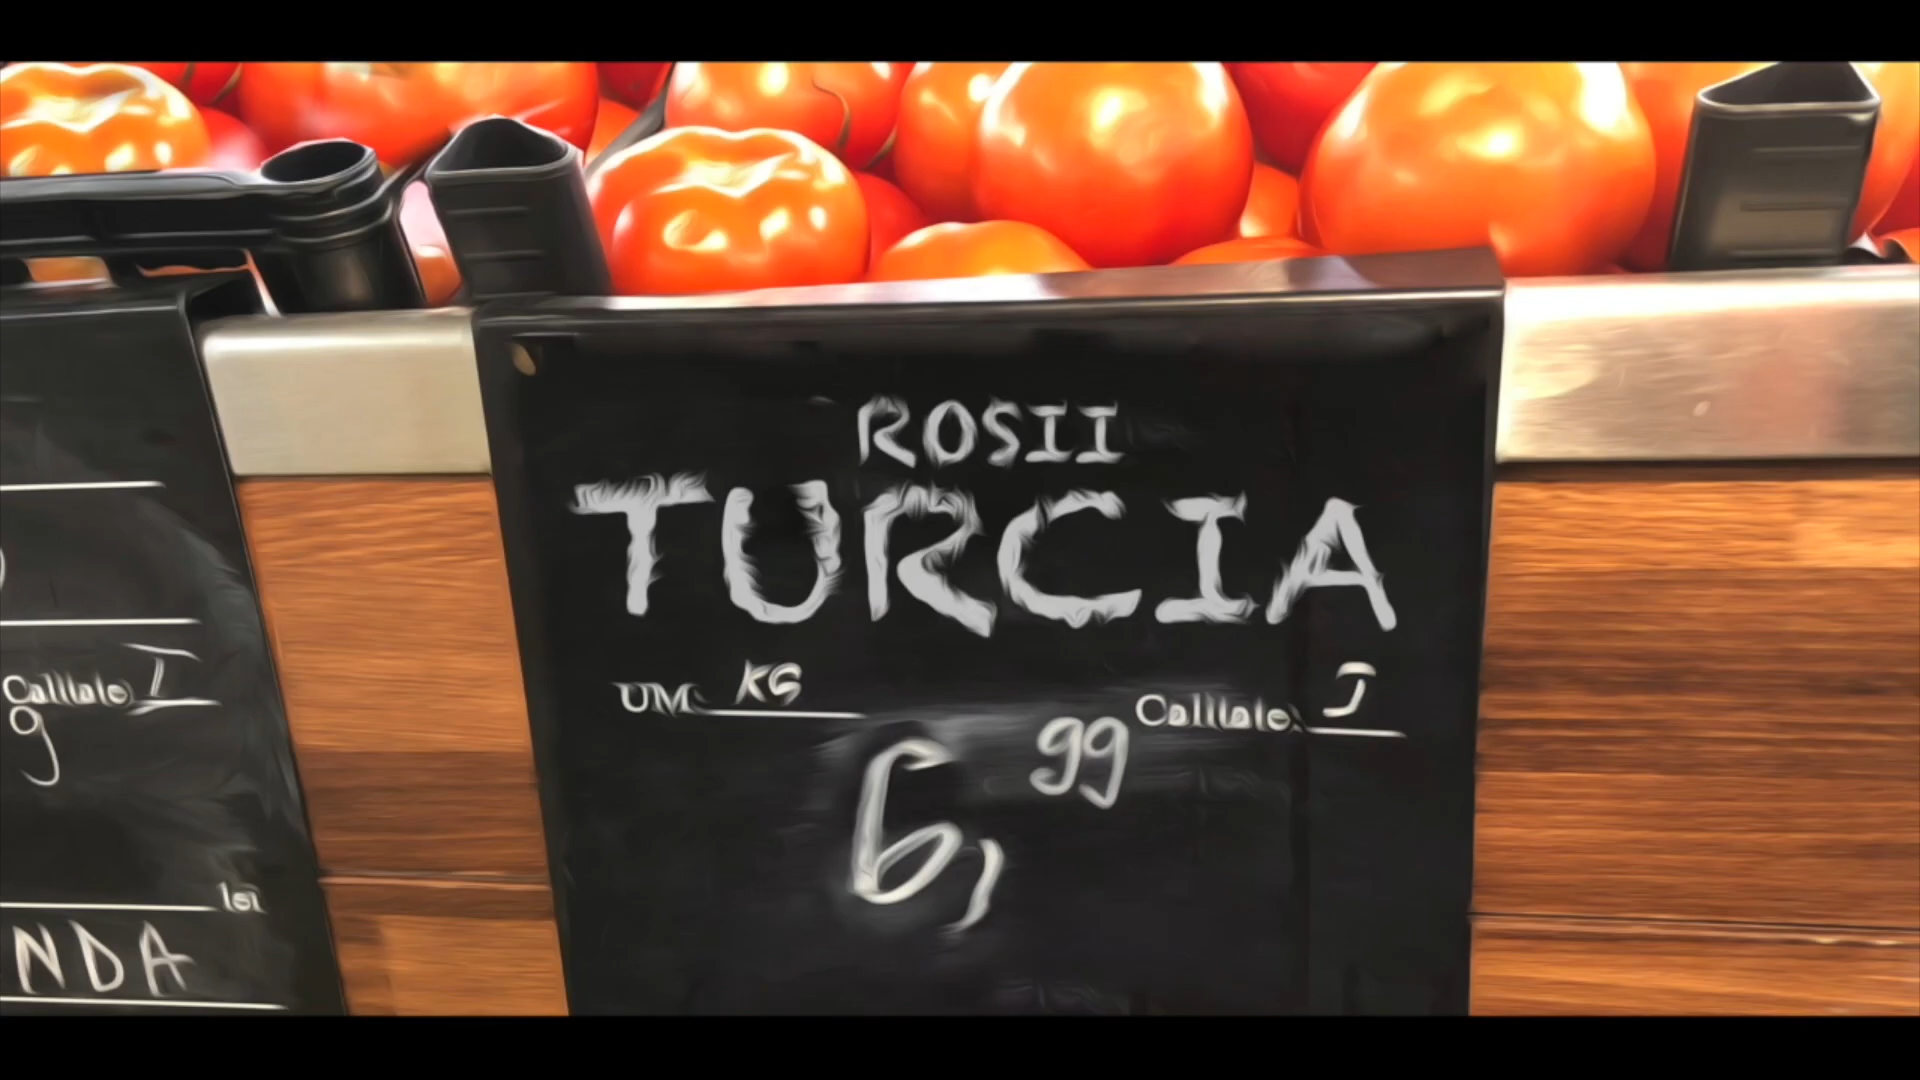 ROSII
TURCIA
UM KG
Calitate: I
6,99
Calitate I
g
lei
NDA